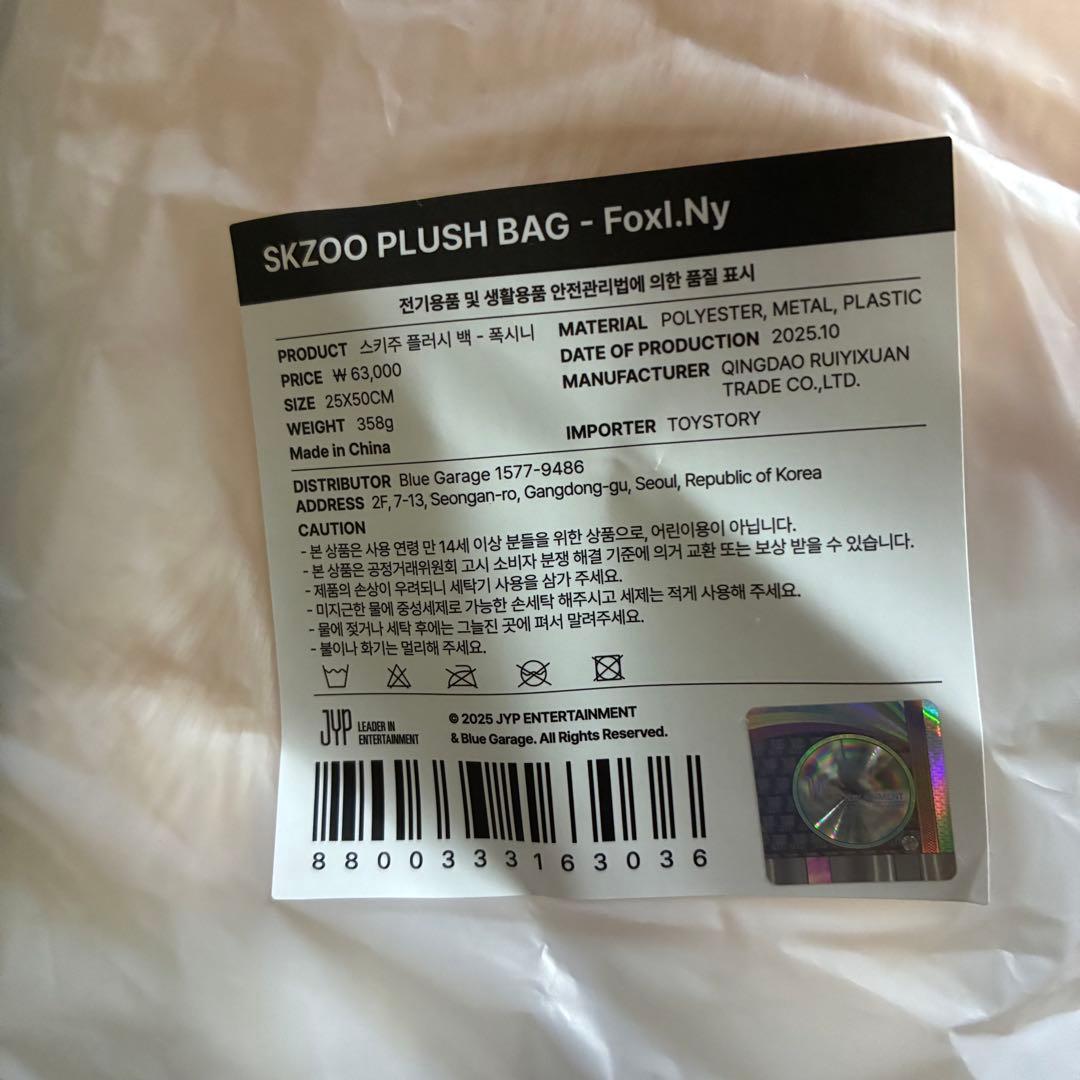 SKZOO PLUSH BAG - FoxI.Ny
전기용품 및 생활용품 안전관리법에 의한 품질 표시
PRODUCT 스키주 플러시 백 - 폭시니
PRICE ₩ 63,000
SIZE 25X50CM
WEIGHT 358g
Made in China
MATERIAL POLYESTER, METAL, PLASTIC
DATE OF PRODUCTION 2025.10
MANUFACTURER QINGDAO RUIYIXUAN
TRADE CO.,LTD.
IMPORTER TOYSTORY
DISTRIBUTOR Blue Garage 1577-9486
ADDRESS 2F, 7-13, Seongan-ro, Gangdong-gu, Seoul, Republic of Korea
CAUTION
- 본 상품은 사용 연령 만 14세 이상 분들을 위한 상품으로, 어린이용이 아닙니다.
- 본 상품은 공정거래위원회 고시 소비자 분쟁 해결 기준에 의거 교환 또는 보상 받을 수 있습니다.
- 제품의 손상이 우려되니 세탁기 사용을 삼가 주세요.
- 미지근한 물에 중성세제로 가능한 손세탁 해주시고 세제는 적게 사용해 주세요.
- 물에 젖거나 세탁 후에는 그늘진 곳에 펴서 말려주세요.
- 불이나 화기는 멀리해 주세요.
JYP LEADER IN
ENTERTAINMENT
© 2025 JYP ENTERTAINMENT
& Blue Garage. All Rights Reserved.
8800333163036